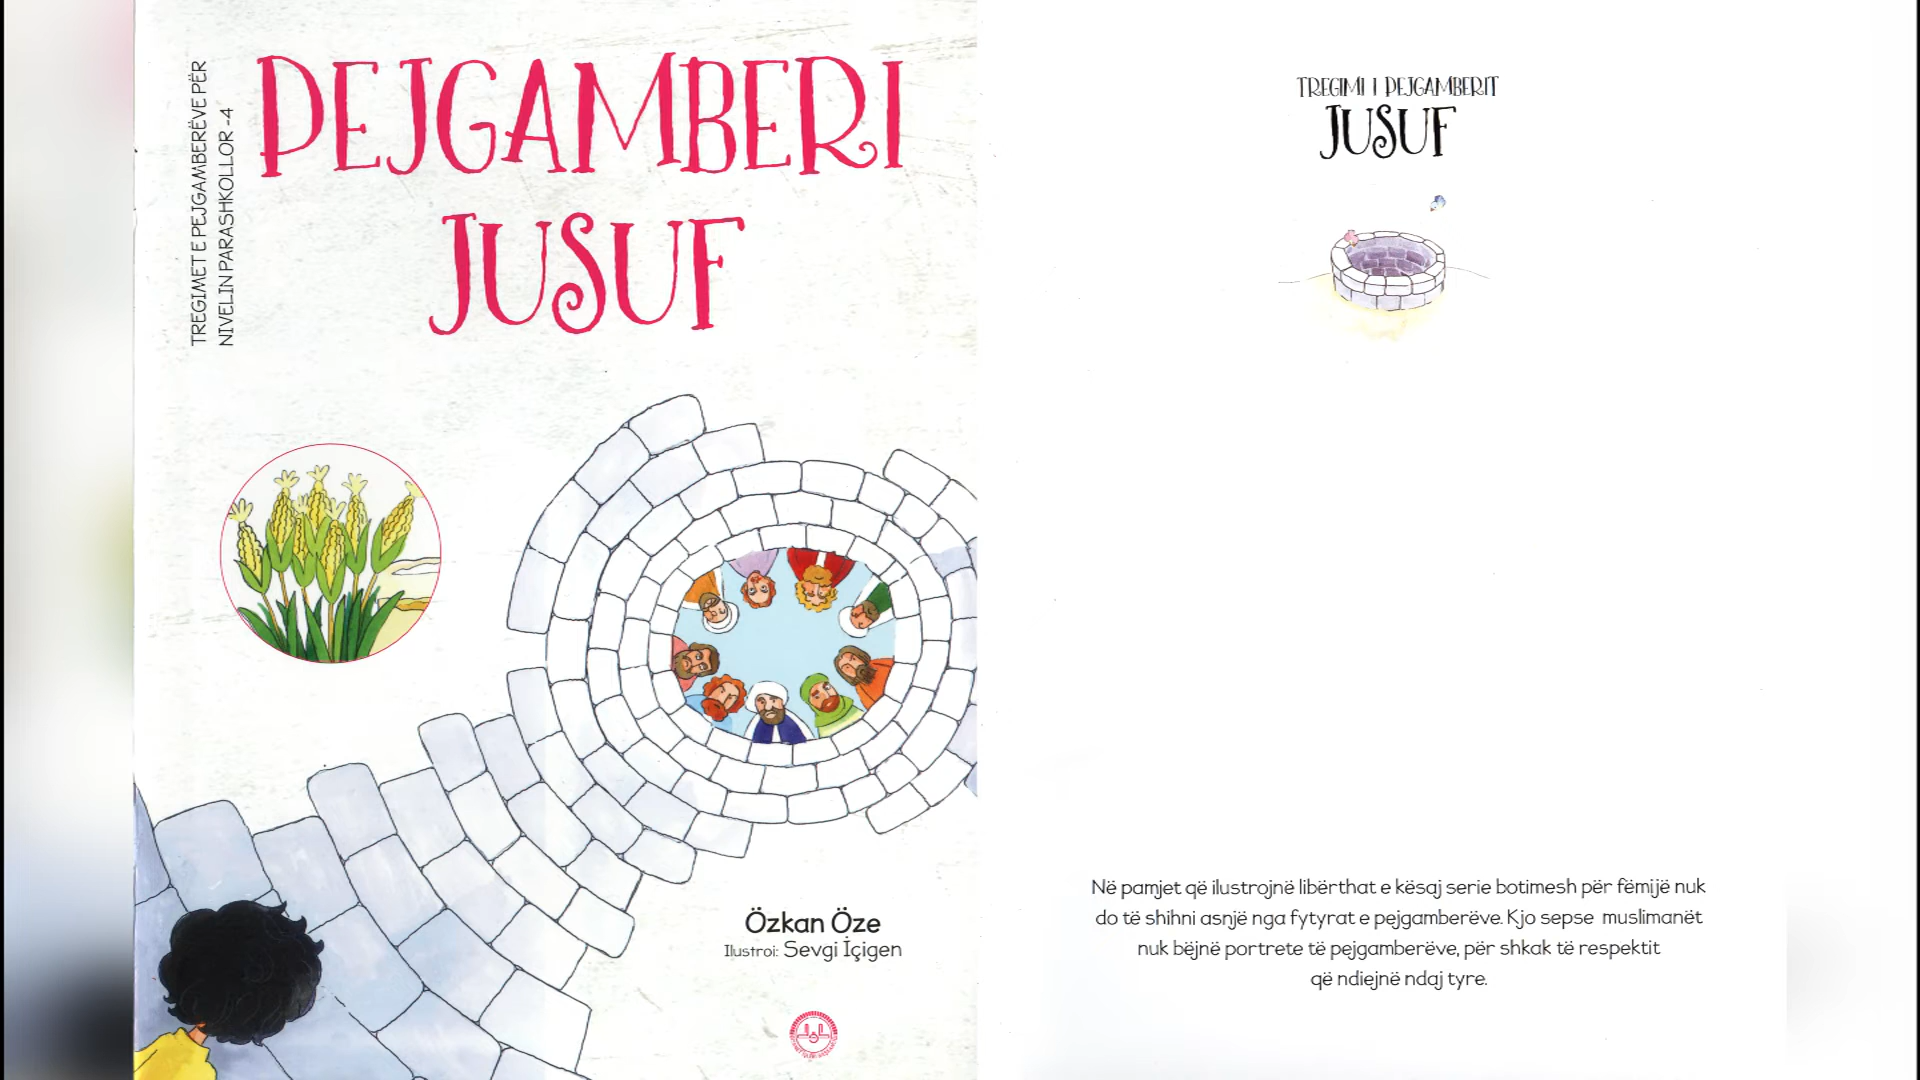 TREGIMET E PEJGAMBERËVE PËR
NIVELIN PARASHKOLLOR -4
PEJGAMBERI
JUSUF
Özkan Öze
Ilustroi: Sevgi İçigen
TREGIMI I PEJGAMBERIT
JUSUF
Në pamjet që ilustrojnë libërthat e kësaj serie botimesh për fëmijë nuk
do të shihni asnjë nga fytyrat e pejgamberëve. Kjo sepse muslimanët
nuk bëjnë portrete të pejgamberëve, për shkak të respektit
që ndiejnë ndaj tyre.